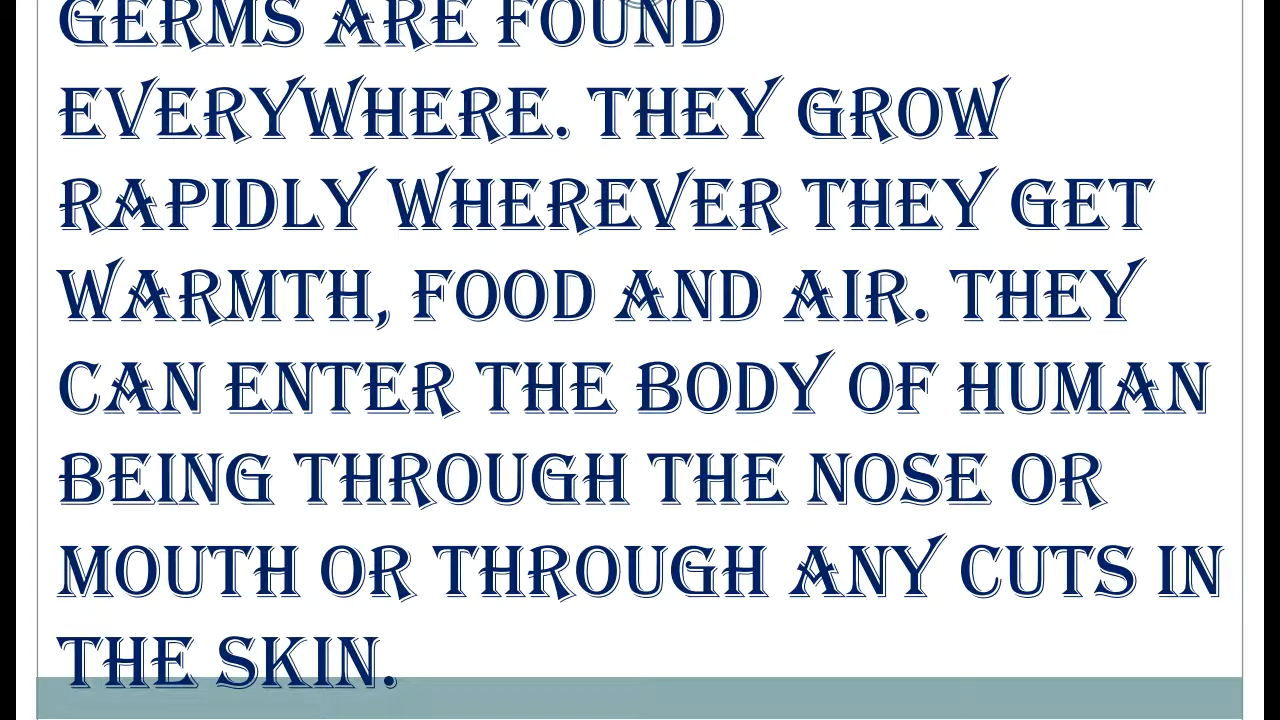 GERMS ARE FOUND
EVERYWHERE. THEY GROW
RAPIDLY WHEREVER THEY GET
WARMTH, FOOD AND AIR. THEY
CAN ENTER THE BODY OF HUMAN
BEING THROUGH THE NOSE OR
MOUTH OR THROUGH ANY CUTS IN
THE SKIN.